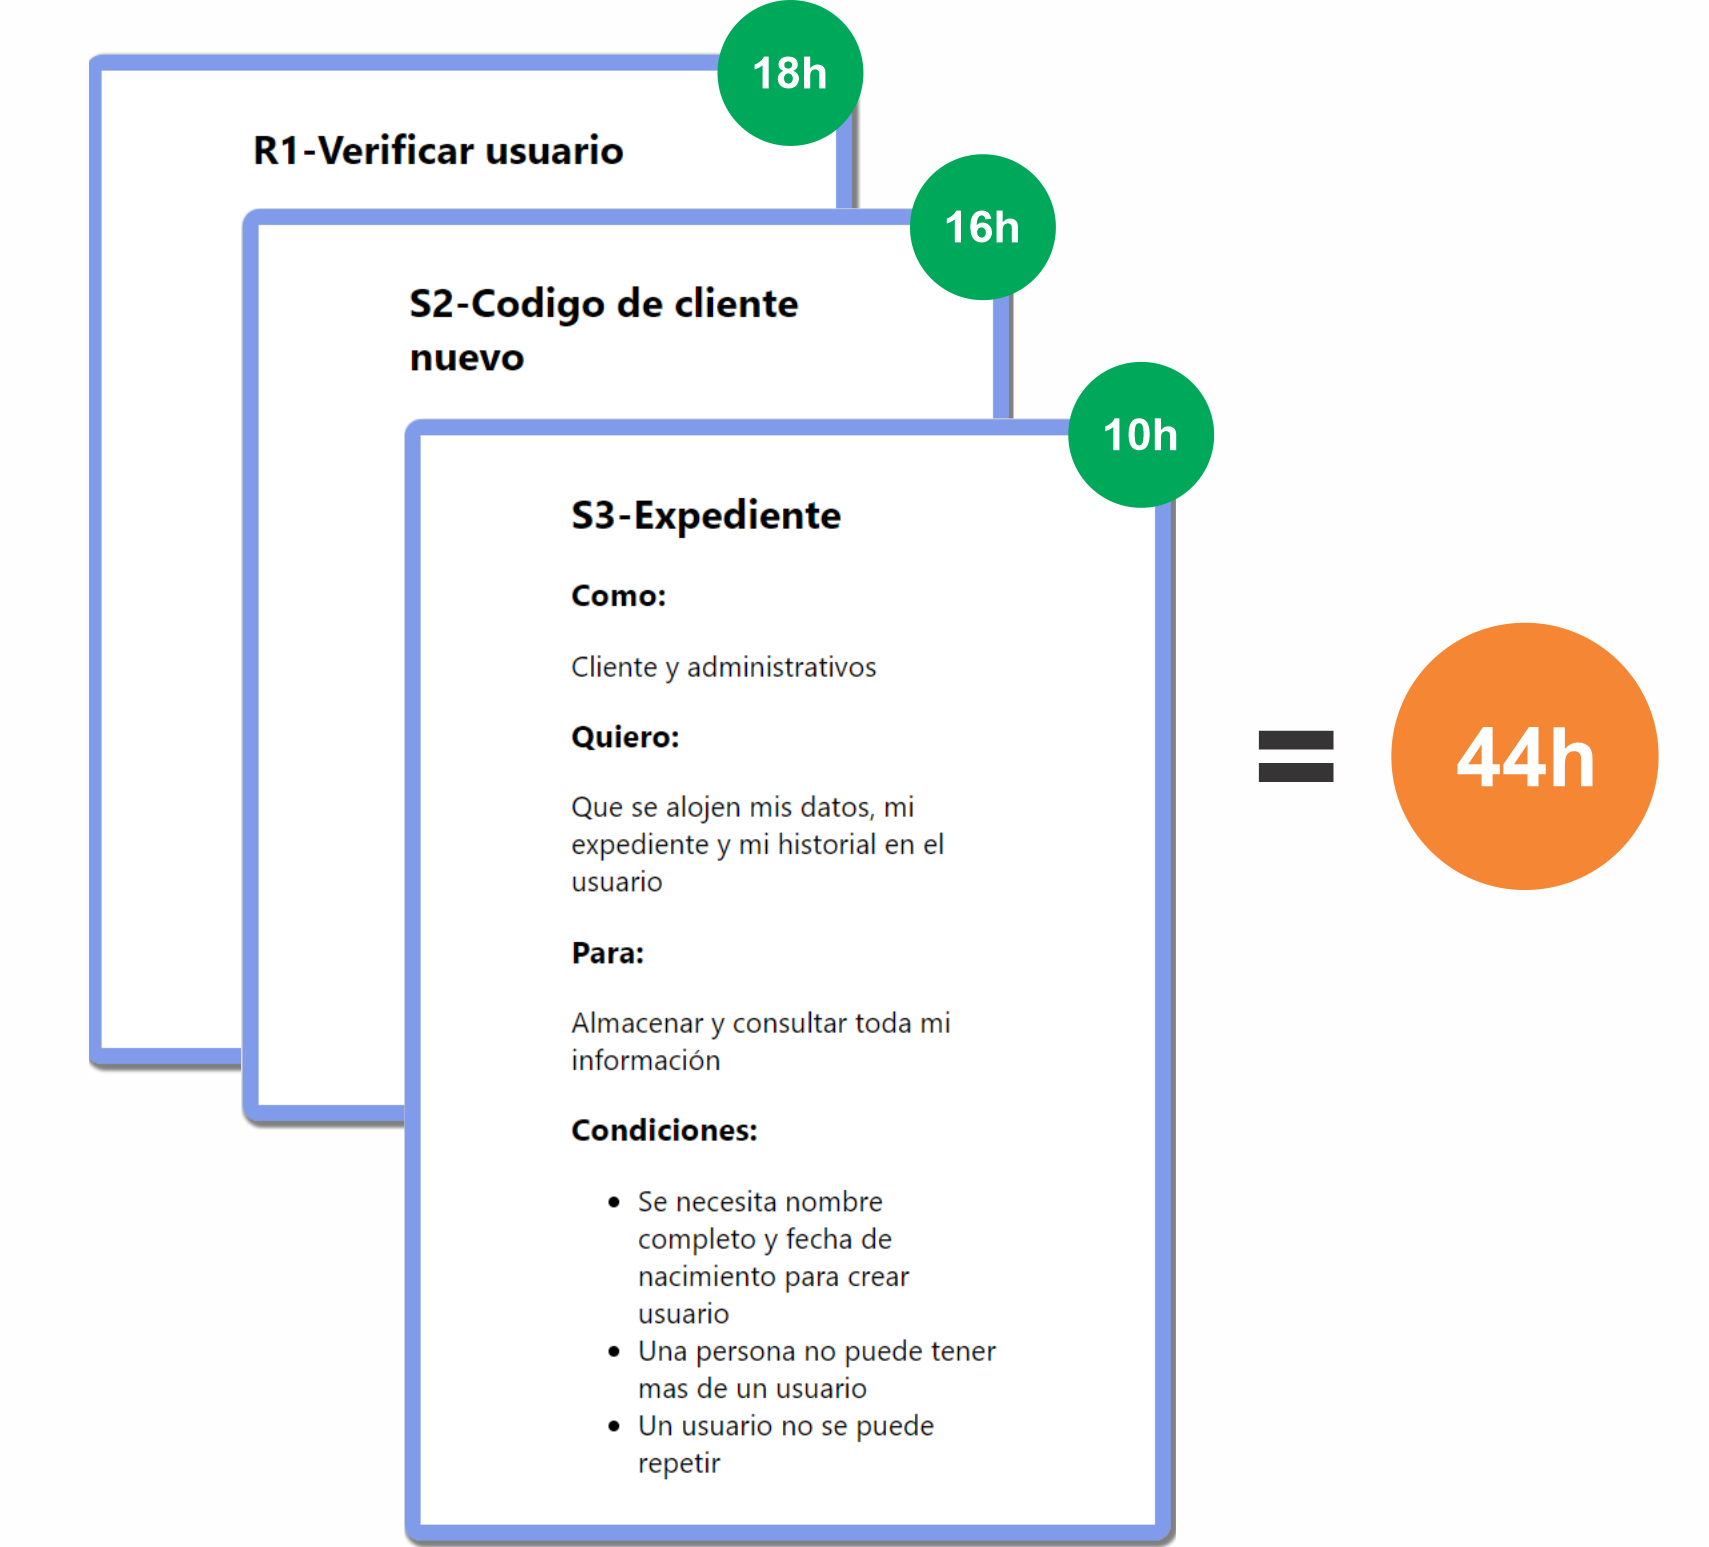 18h
R1-Verificar usuario
16h
S2-Codigo de cliente
nuevo
10h
S3-Expediente
Como:
Cliente y administrativos
Quiero:
Que se alojen mis datos, mi
expediente y mi historial en el
usuario
Para:
Almacenar y consultar toda mi
información
Condiciones:
• Se necesita nombre
completo y fecha de
nacimiento para crear
usuario
• Una persona no puede tener
mas de un usuario
• Un usuario no se puede
repetir
= 44h